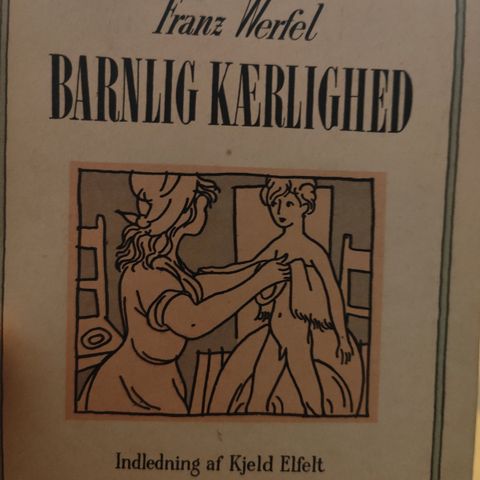 Franz Werfel
BARNLIG KÆRLIGHED
Indledning af Kjeld Elfelt